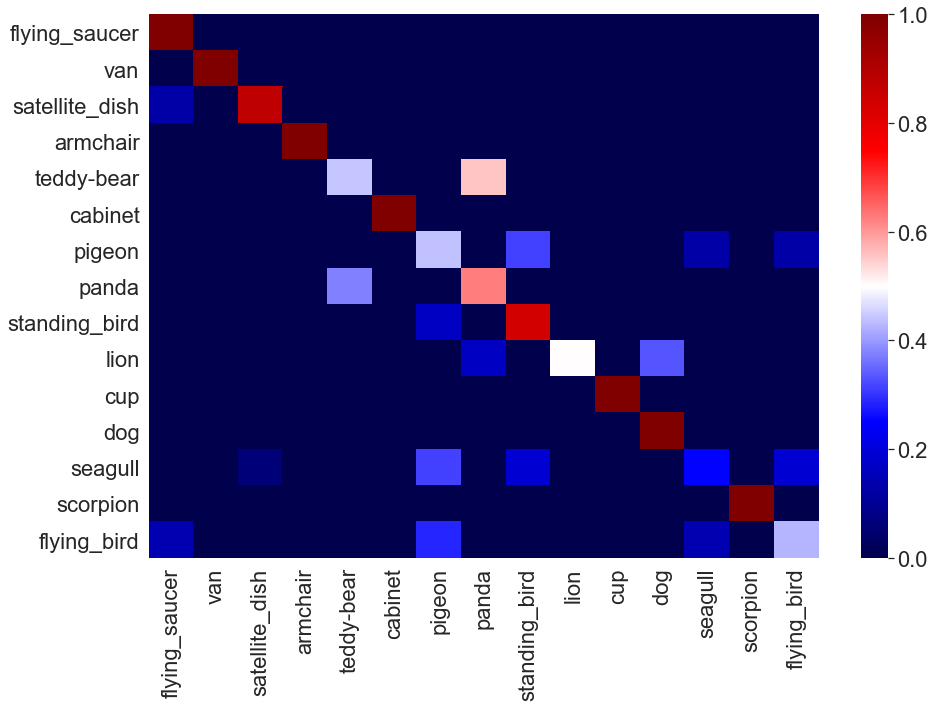 flying_saucer
van
satellite_dish
armchair
teddy-bear
cabinet
pigeon
panda
standing_bird
lion
cup
dog
seagull
scorpion
flying_bird
flying_saucer
van
satellite_dish
armchair
teddy-bear
cabinet
pigeon
panda
standing_bird
lion
cup
dog
seagull
scorpion
flying_bird
1.0
0.8
0.6
0.4
0.2
0.0